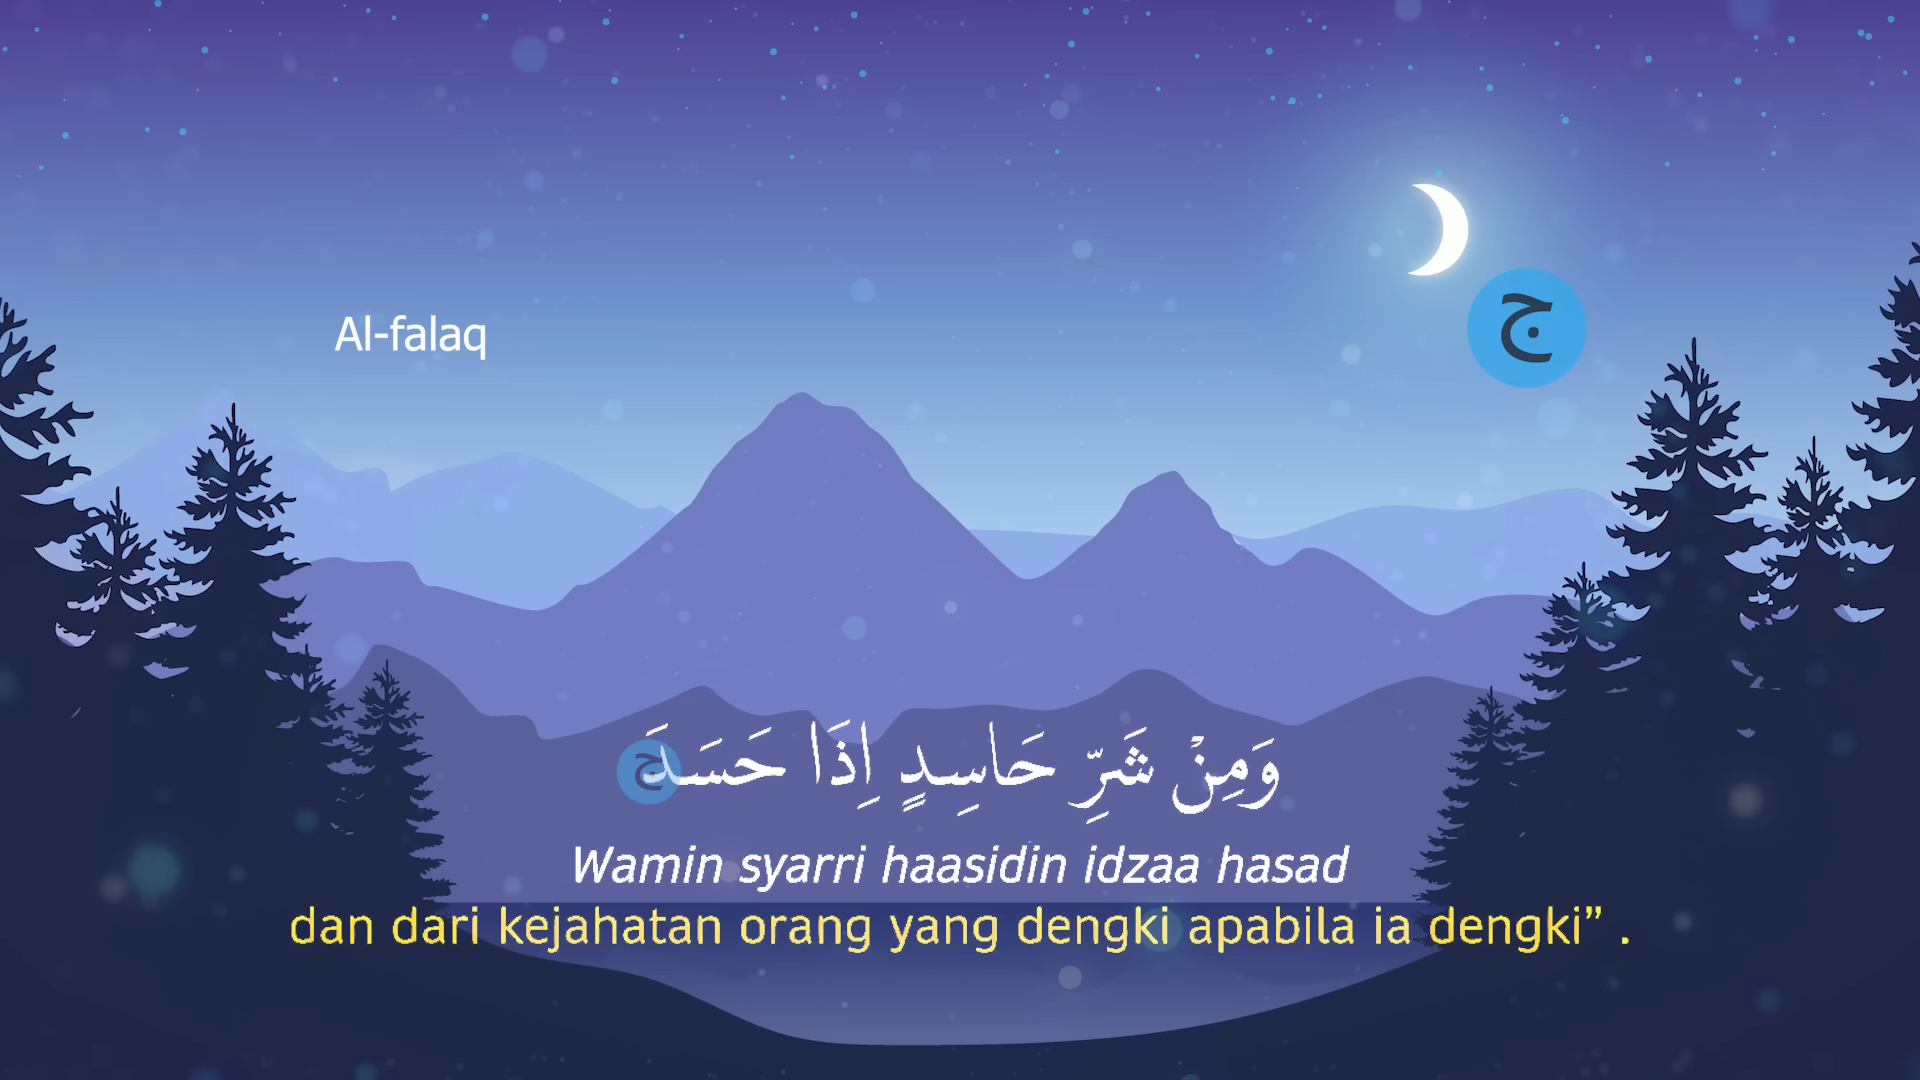 Al-falaq
ج
وَمِنْ شَرِّ حَاسِدٍ اِذَا حَسَدَ ج
Wamin syarri haasidin idzaa hasad
dan dari kejahatan orang yang dengki apabila ia dengki” .